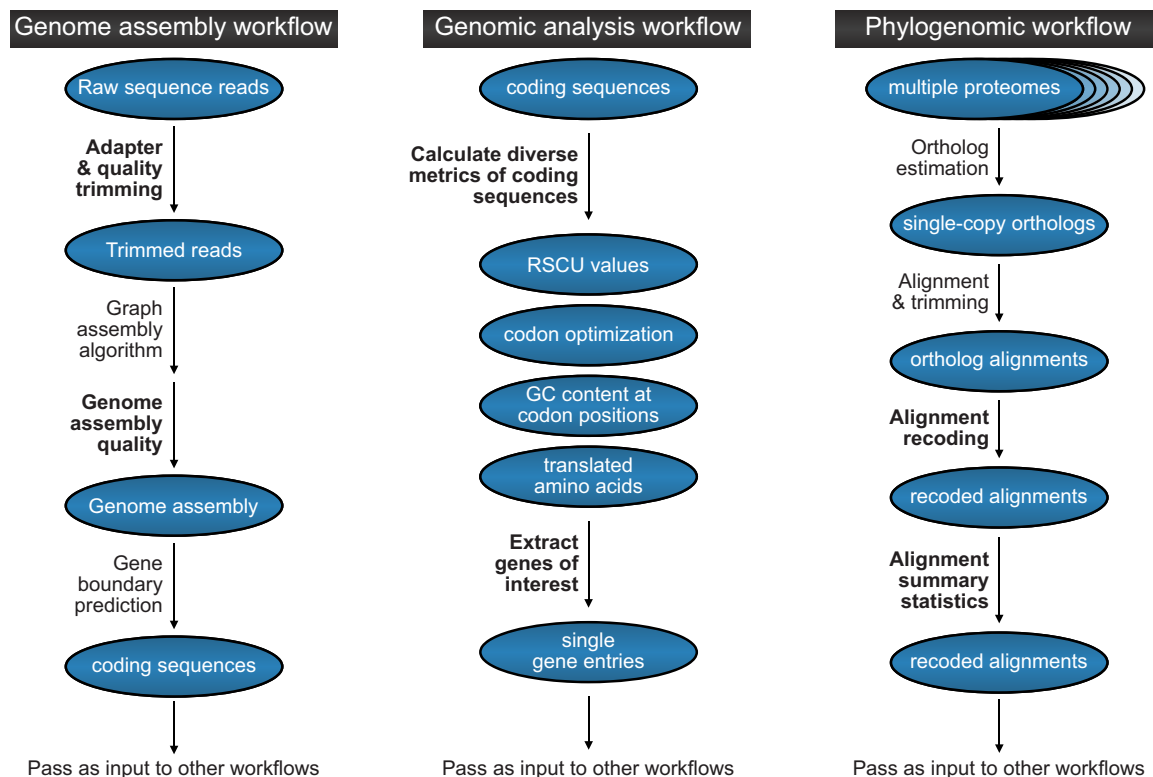 Genome assembly workflow
Raw sequence reads
Adapter
& quality
trimming
Trimmed reads
Graph
assembly
algorithm
Genome
assembly
quality
Genome assembly
Gene
boundary
prediction
coding sequences
Pass as input to other workflows
Genomic analysis workflow
coding sequences
Calculate diverse
metrics of coding
sequences
RSCU values
codon optimization
GC content at
codon positions
translated
amino acids
Extract
genes of
interest
single
gene entries
Pass as input to other workflows
Phylogenomic workflow
multiple proteomes
Ortholog
estimation
single-copy orthologs
Alignment
& trimming
ortholog alignments
Alignment
recoding
recoded alignments
Alignment
summary
statistics
recoded alignments
Pass as input to other workflows